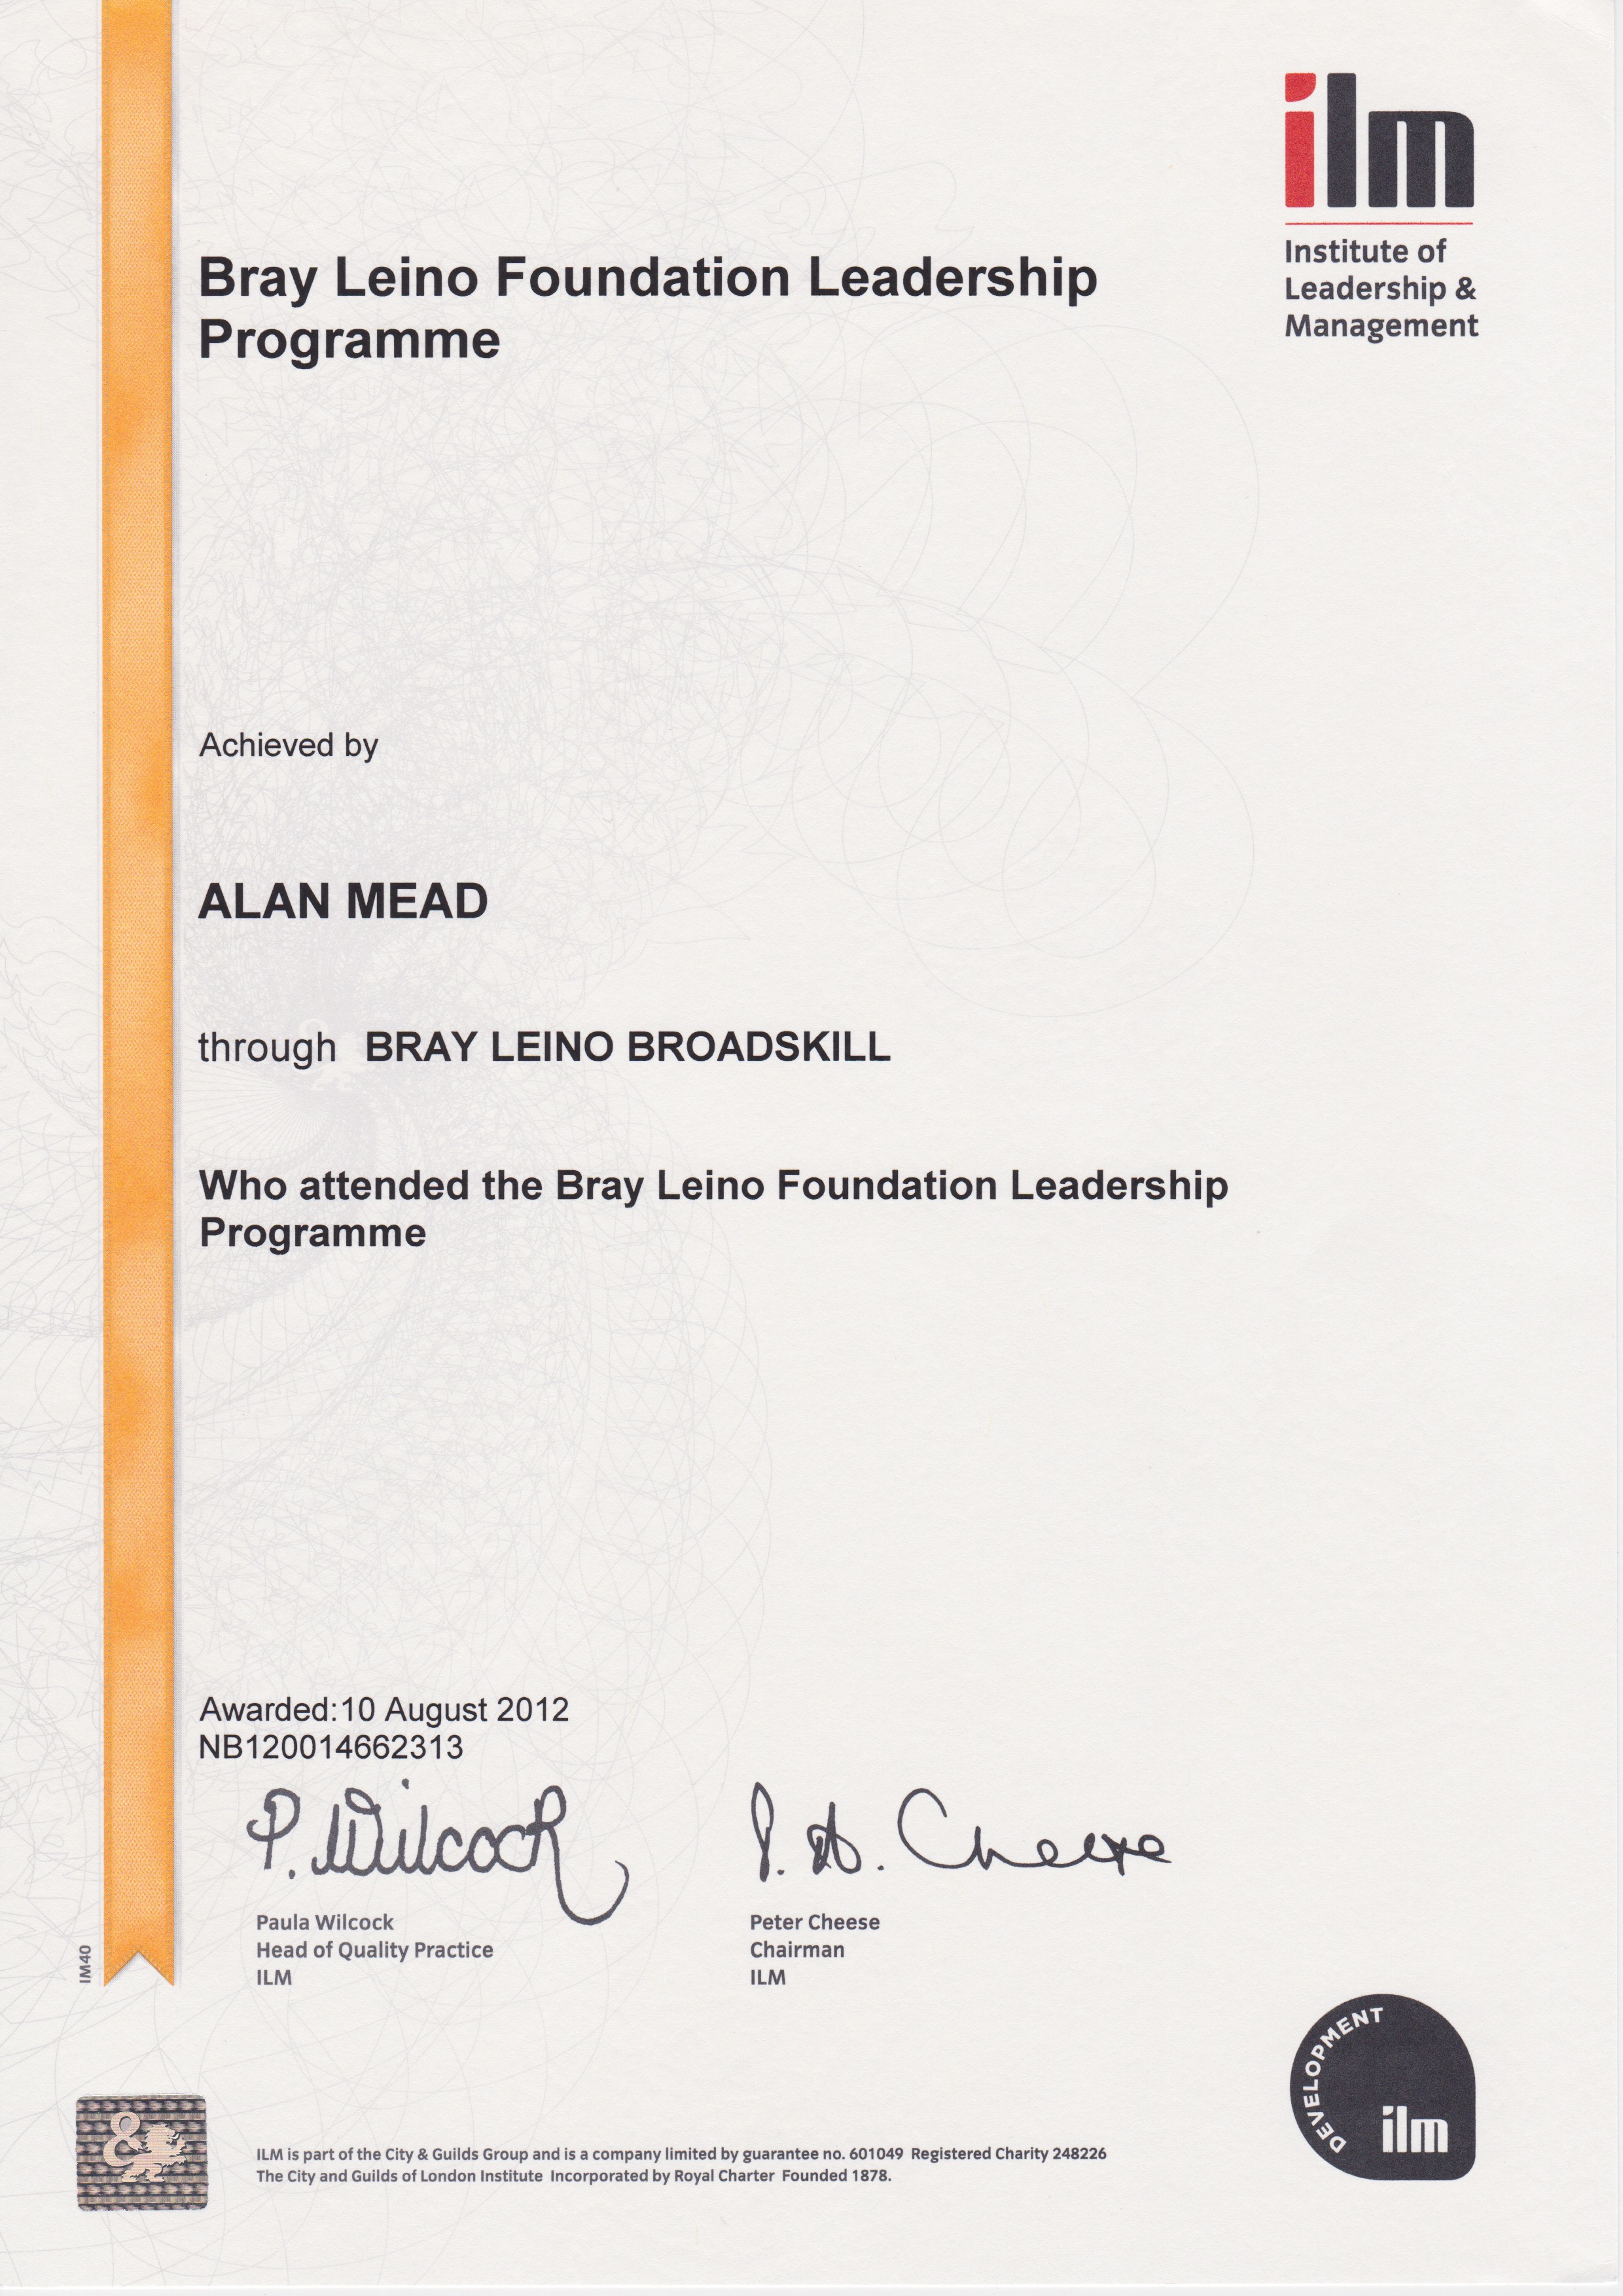 ilm
Institute of
Leadership &
Management
Bray Leino Foundation Leadership
Programme
Achieved by
ALAN MEAD
through BRAY LEINO BROADSKILL
Who attended the Bray Leino Foundation Leadership
Programme
Awarded:10 August 2012
NB120014662313
P. Wilcock
P. A. Cheese
Paula Wilcock
Head of Quality Practice
ILM
Peter Cheese
Chairman
ILM
IM40
DEVELOPMENT
ilm
&
ILM is part of the City & Guilds Group and is a company limited by guarantee no. 601049 Registered Charity 248226
The City and Guilds of London Institute Incorporated by Royal Charter Founded 1878.